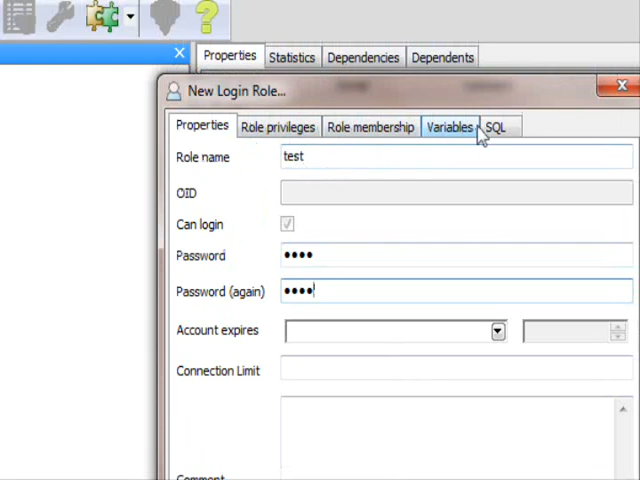 Properties Statistics Dependencies Dependents
New Login Role...
Properties Role privileges Role membership Variables SQL
Role name test
OID
Can login
Password ••••
Password (again) ••••
Account expires
Connection Limit
Comment